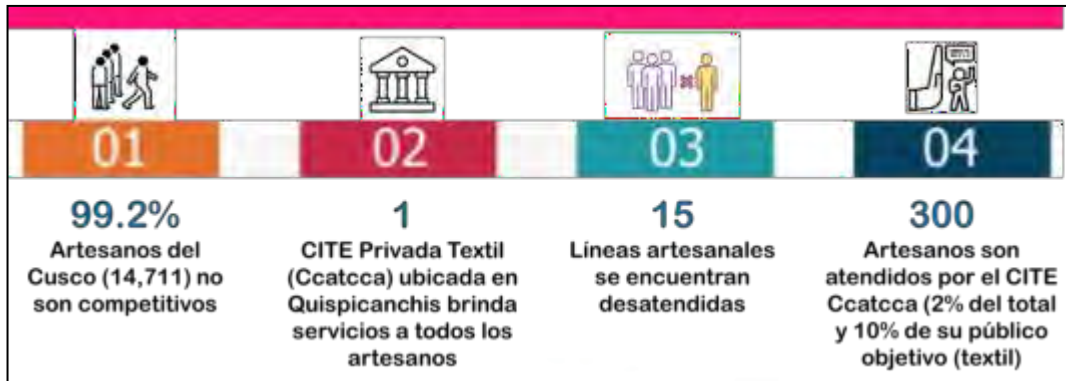 01
99.2%
Artesanos del
Cusco (14,711) no
son competitivos
02
1
CITE Privada Textil
(Ccatcca) ubicada en
Quispicanchis brinda
servicios a todos los
artesanos
03
15
Líneas artesanales
se encuentran
desatendidas
04
300
Artesanos son
atendidos por el CITE
Ccatcca (2% del total
y 10% de su público
objetivo (textil)